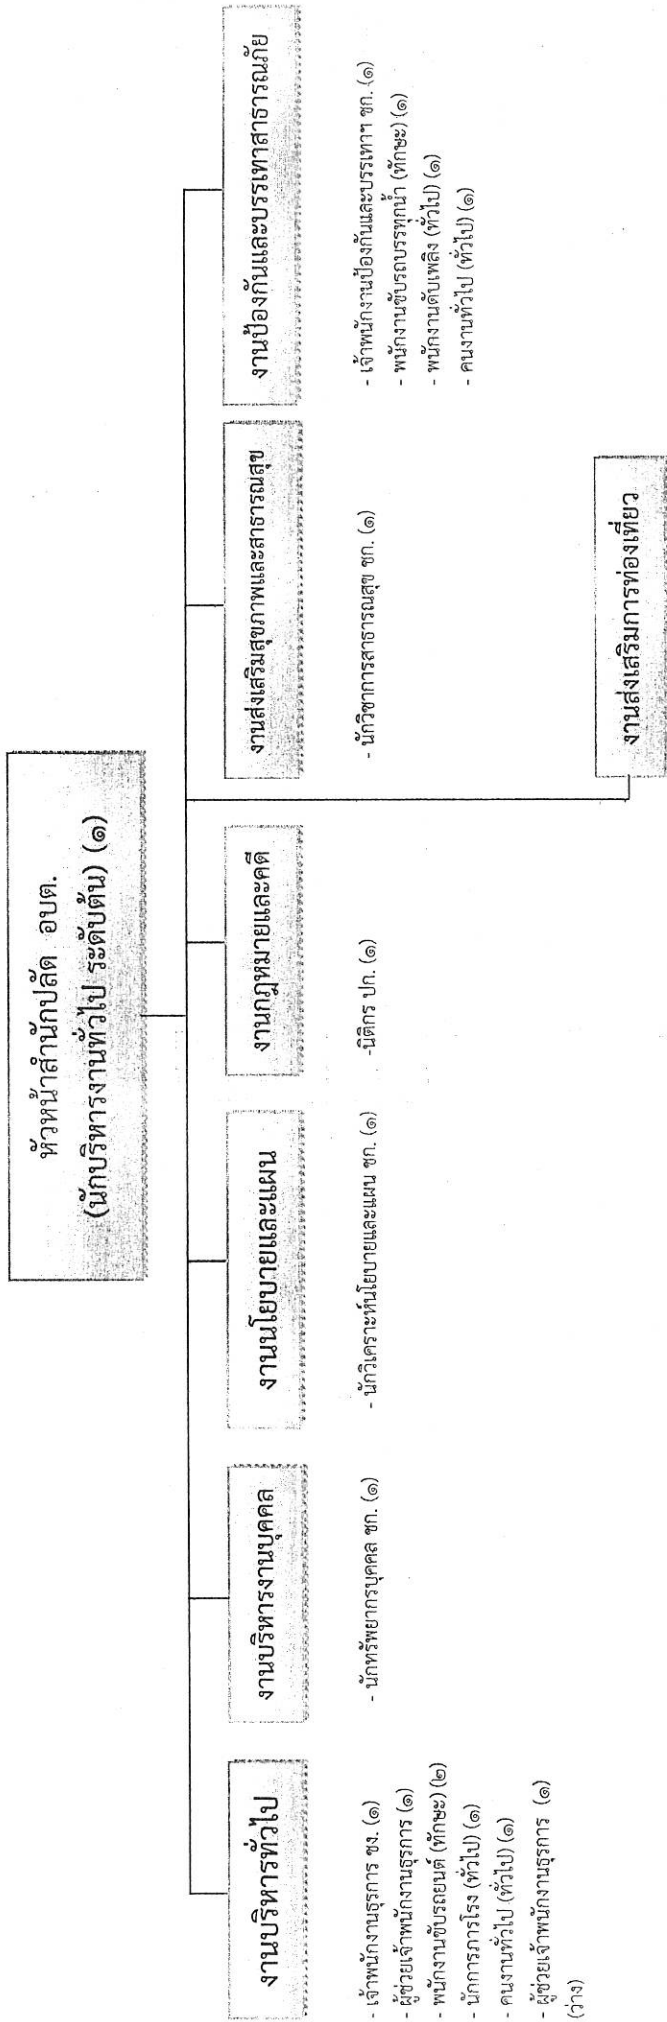 หัวหน้าสำนักปลัด อบต.
(นักบริหารงานทั่วไป ระดับต้น) (๑)
งานบริหารทั่วไป
- เจ้าพนักงานธุรการ ชง. (๑)
- ผู้ช่วยเจ้าพนักงานธุรการ (๑)
- พนักงานขับรถยนต์ (ทักษะ) (๒)
- นักการภารโรง (ทั่วไป) (๑)
- คนงานทั่วไป (ทั่วไป) (๑)
- ผู้ช่วยเจ้าพนักงานธุรการ (๑)
(ว่าง)
งานบริหารงานบุคคล
- นักทรัพยากรบุคคล ชก. (๑)
งานนโยบายและแผน
- นักวิเคราะห์นโยบายและแผน ชก. (๑)
งานกฎหมายและคดี
-นิติกร ปก. (๑)
งานส่งเสริมสุขภาพและสาธารณสุข
- นักวิชาการสาธารณสุข ชก. (๑)
งานป้องกันและบรรเทาสาธารณภัย
- เจ้าพนักงานป้องกันและบรรเทาฯ ชก. (๑)
- พนักงานขับรถบรรทุกน้ำ (ทักษะ) (๑)
- พนักงานดับเพลิง (ทั่วไป) (๑)
- คนงานทั่วไป (ทั่วไป) (๑)
งานส่งเสริมการท่องเที่ยว